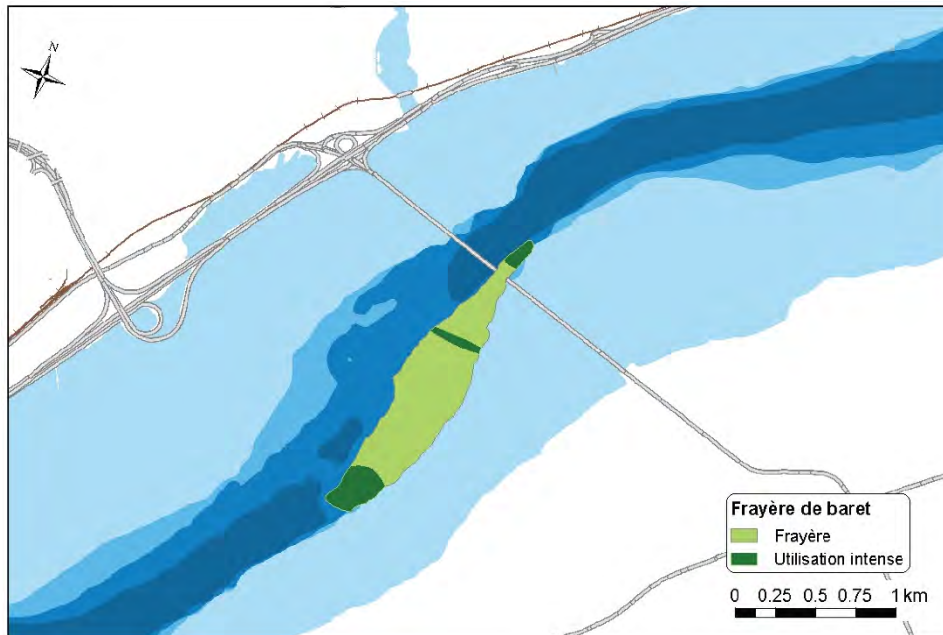 N
Frayère de baret
Frayère
Utilisation intense
0 0.25 0.5 0.75 1 km